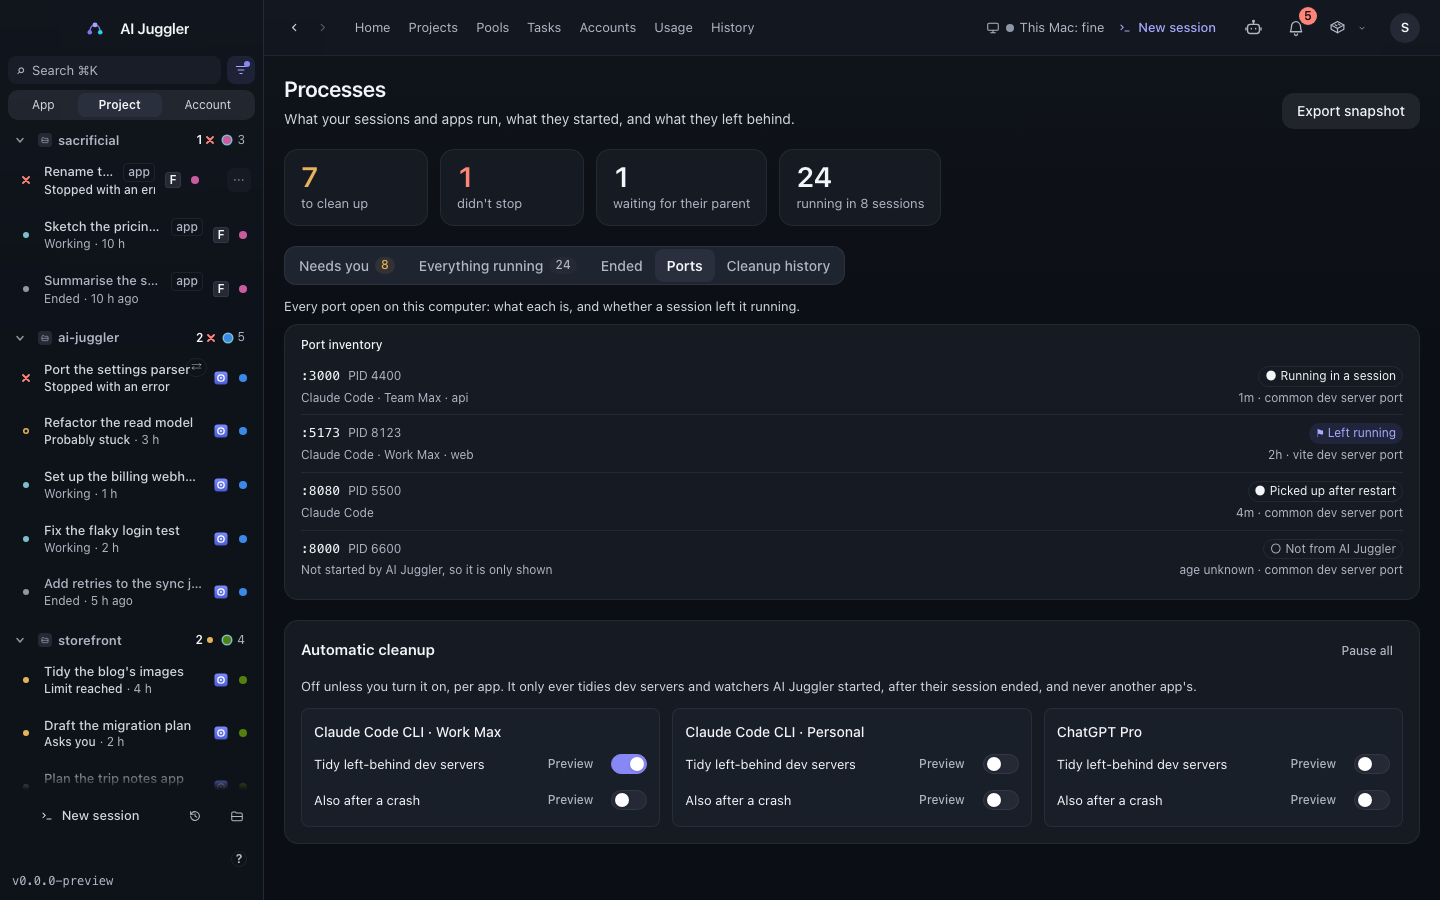 AI Juggler
Search ⌘K
App Project Account
sacrificial 1 3
Rename t... app F
Stopped with an err
Sketch the pricin... app F
Working · 10 h
Summarise the s... app F
Ended · 10 h ago
ai-juggler 2 5
Port the settings parser
Stopped with an error
Refactor the read model
Probably stuck · 3 h
Set up the billing webh...
Working · 1 h
Fix the flaky login test
Working · 2 h
Add retries to the sync j...
Ended · 5 h ago
storefront 2 4
Tidy the blog's images
Limit reached · 4 h
Draft the migration plan
Asks you · 2 h
Plan the trip notes app
New session
?
v0.0.0-preview
Home Projects Pools Tasks Accounts Usage History
This Mac: fine
New session
5
S
Processes
What your sessions and apps run, what they started, and what they left behind.
Export snapshot
7
to clean up
1
didn't stop
1
waiting for their parent
24
running in 8 sessions
Needs you 8 Everything running 24 Ended Ports Cleanup history
Every port open on this computer: what each is, and whether a session left it running.
Port inventory
:3000 PID 4400 Running in a session
Claude Code · Team Max · api 1m · common dev server port
:5173 PID 8123 Left running
Claude Code · Work Max · web 2h · vite dev server port
:8080 PID 5500 Picked up after restart
Claude Code 4m · common dev server port
:8000 PID 6600 Not from AI Juggler
Not started by AI Juggler, so it is only shown age unknown · common dev server port
Automatic cleanup Pause all
Off unless you turn it on, per app. It only ever tidies dev servers and watchers AI Juggler started, after their session ended, and never another app's.
Claude Code CLI · Work Max
Tidy left-behind dev servers Preview
Also after a crash Preview
Claude Code CLI · Personal
Tidy left-behind dev servers Preview
Also after a crash Preview
ChatGPT Pro
Tidy left-behind dev servers Preview
Also after a crash Preview